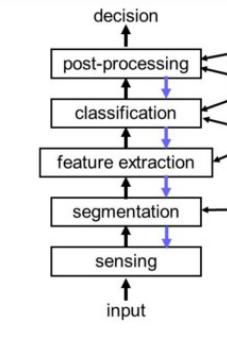 decision
post-processing
classification
feature extraction
segmentation
sensing
input